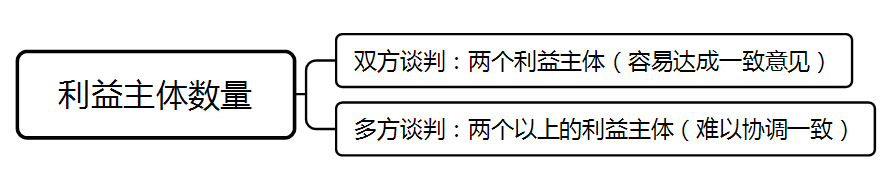 利益主体数量
双方谈判：两个利益主体（容易达成一致意见）
多方谈判：两个以上的利益主体（难以协调一致）